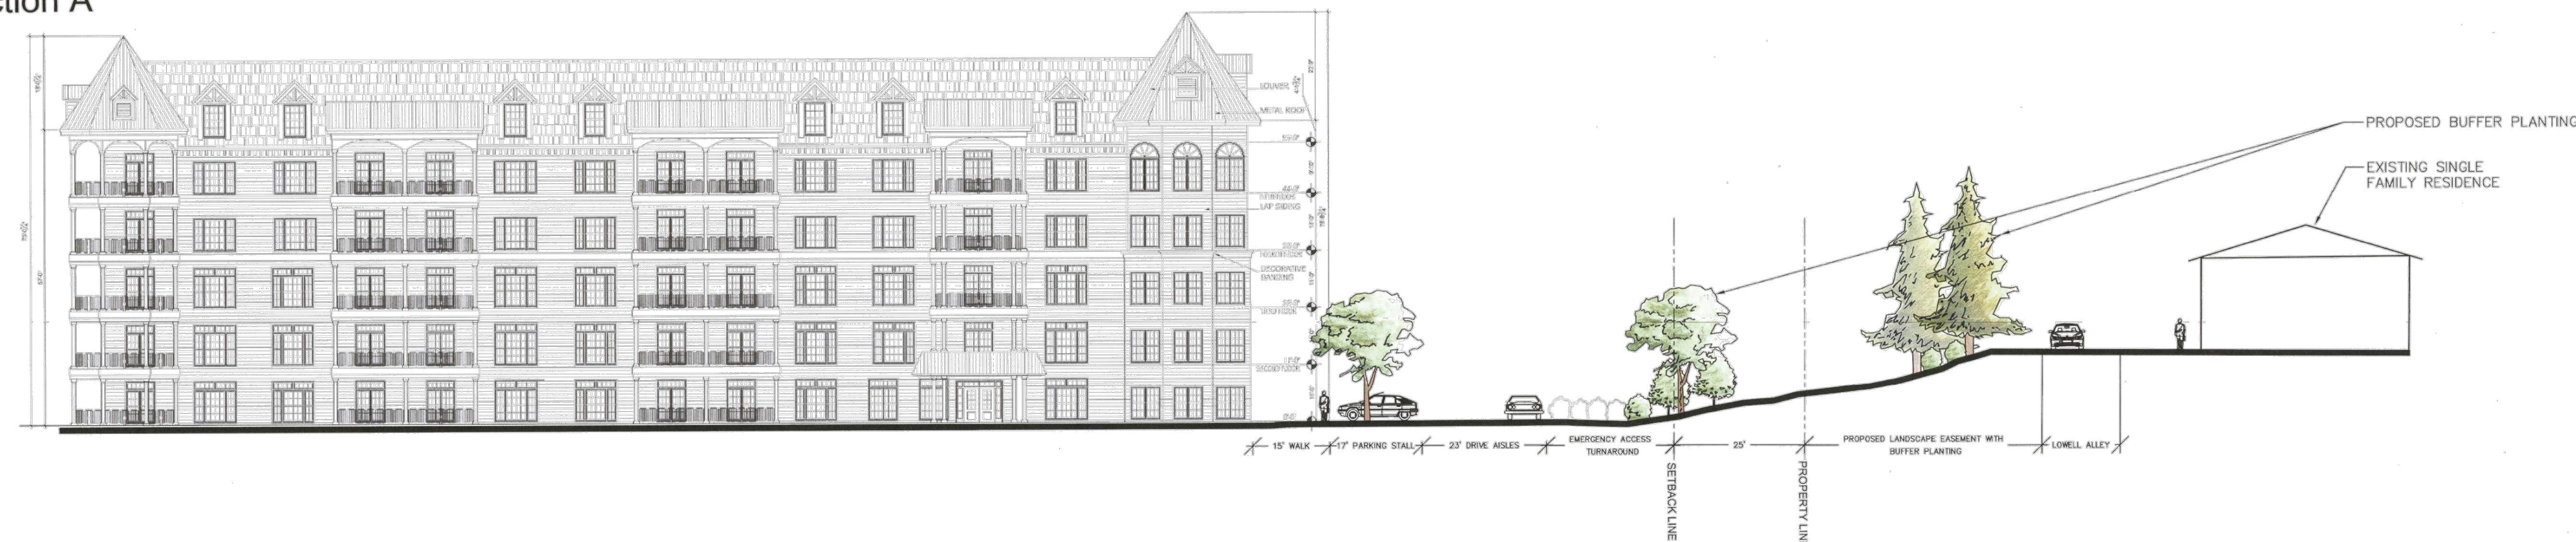 ction A
LOUVER
METAL ROOF
LAP SIDING
DECORATIVE
BANDING
SECOND FLOOR
PROPOSED BUFFER PLANTING
EXISTING SINGLE
FAMILY RESIDENCE
15' WALK
17' PARKING STALL
23' DRIVE AISLES
EMERGENCY ACCESS
TURNAROUND
25'
PROPOSED LANDSCAPE EASEMENT WITH
BUFFER PLANTING
LOWELL ALLEY
SETBACK LINE
PROPERTY LIN